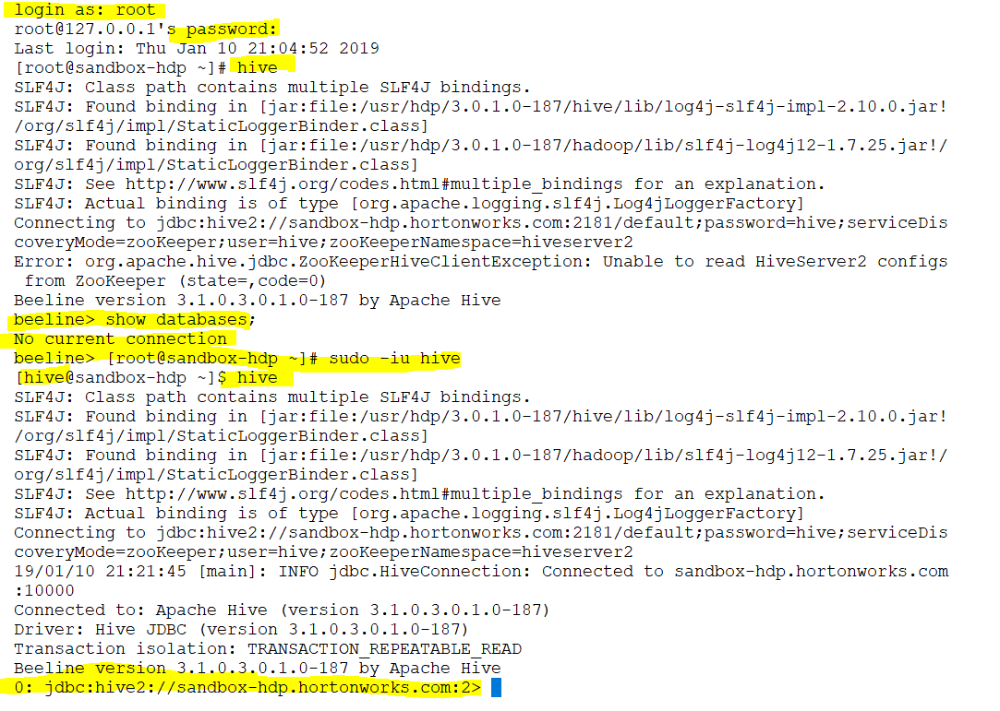 login as: root
root@127.0.0.1's password:
Last login: Thu Jan 10 21:04:52 2019
[root@sandbox-hdp ~]# hive
SLF4J: Class path contains multiple SLF4J bindings.
SLF4J: Found binding in [jar:file:/usr/hdp/3.0.1.0-187/hive/lib/log4j-slf4j-impl-2.10.0.jar!
/org/slf4j/impl/StaticLoggerBinder.class]
SLF4J: Found binding in [jar:file:/usr/hdp/3.0.1.0-187/hadoop/lib/slf4j-log4j12-1.7.25.jar!/
org/slf4j/impl/StaticLoggerBinder.class]
SLF4J: See http://www.slf4j.org/codes.html#multiple_bindings for an explanation.
SLF4J: Actual binding is of type [org.apache.logging.slf4j.Log4jLoggerFactory]
Connecting to jdbc:hive2://sandbox-hdp.hortonworks.com:2181/default;password=hive;serviceDis
coveryMode=zooKeeper;user=hive;zooKeeperNamespace=hiveserver2
Error: org.apache.hive.jdbc.ZooKeeperHiveClientException: Unable to read HiveServer2 configs
 from ZooKeeper (state=,code=0)
Beeline version 3.1.0.3.0.1.0-187 by Apache Hive
beeline> show databases;
No current connection
beeline> [root@sandbox-hdp ~]# sudo -iu hive
[hive@sandbox-hdp ~]$ hive
SLF4J: Class path contains multiple SLF4J bindings.
SLF4J: Found binding in [jar:file:/usr/hdp/3.0.1.0-187/hive/lib/log4j-slf4j-impl-2.10.0.jar!
/org/slf4j/impl/StaticLoggerBinder.class]
SLF4J: Found binding in [jar:file:/usr/hdp/3.0.1.0-187/hadoop/lib/slf4j-log4j12-1.7.25.jar!/
org/slf4j/impl/StaticLoggerBinder.class]
SLF4J: See http://www.slf4j.org/codes.html#multiple_bindings for an explanation.
SLF4J: Actual binding is of type [org.apache.logging.slf4j.Log4jLoggerFactory]
Connecting to jdbc:hive2://sandbox-hdp.hortonworks.com:2181/default;password=hive;serviceDis
coveryMode=zooKeeper;user=hive;zooKeeperNamespace=hiveserver2
19/01/10 21:21:45 [main]: INFO jdbc.HiveConnection: Connected to sandbox-hdp.hortonworks.com
:10000
Connected to: Apache Hive (version 3.1.0.3.0.1.0-187)
Driver: Hive JDBC (version 3.1.0.3.0.1.0-187)
Transaction isolation: TRANSACTION_REPEATABLE_READ
Beeline version 3.1.0.3.0.1.0-187 by Apache Hive
0: jdbc:hive2://sandbox-hdp.hortonworks.com:2>